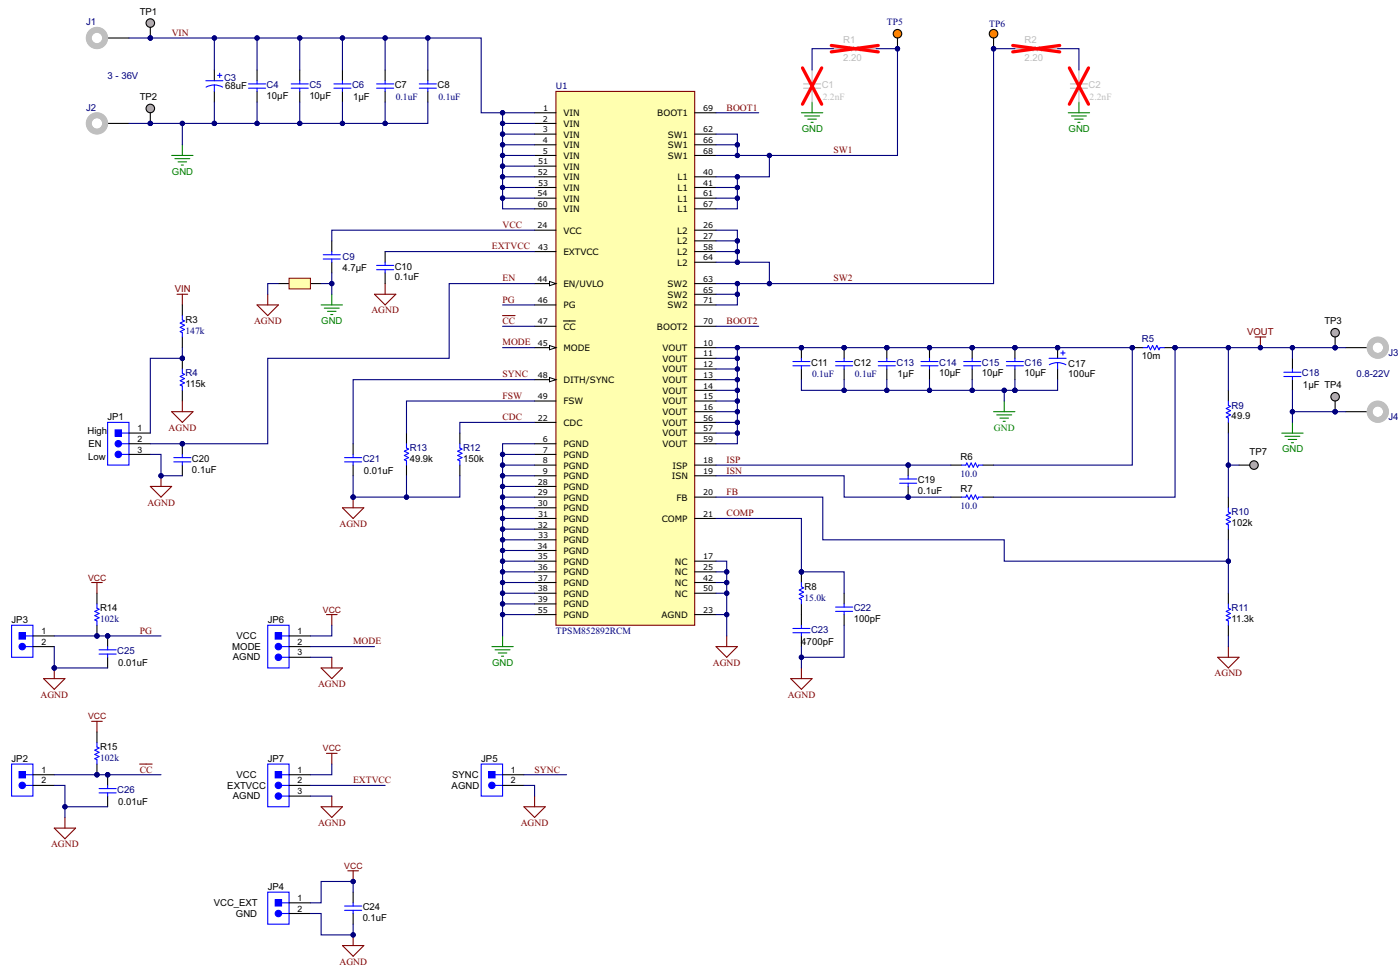 J1
TP1
VIN
3 - 36V
J2
TP2
GND
C3
68uF
C4
10µF
C5
10µF
C6
1µF
C7
0.1uF
C8
0.1uF
TP5
R1
2.20
C1
2.2nF
GND
TP6
R2
2.20
C2
2.2nF
GND
U1
1 VIN
2 VIN
3 VIN
4 VIN
5 VIN
51 VIN
52 VIN
53 VIN
54 VIN
60 VIN
VCC 24 VCC
EXTVCC 43 EXTVCC
EN 44 EN/UVLO
PG 46 PG
CC 47 CC
MODE 45 MODE
SYNC 48 DITH/SYNC
FSW 49 FSW
CDC 22 CDC
6 PGND
7 PGND
8 PGND
9 PGND
28 PGND
29 PGND
30 PGND
31 PGND
32 PGND
33 PGND
34 PGND
35 PGND
36 PGND
37 PGND
38 PGND
39 PGND
55 PGND
TPSM852892RCM
GND
BOOT1 69 BOOT1
SW1 62
SW1 66
SW1 68 SW1
L1 40
L1 41
L1 61
L1 67
L2 26
L2 27
L2 58
L2 64
SW2 63 SW2
SW2 65
SW2 71
BOOT2 70 BOOT2
VOUT 10
VOUT 11
VOUT 12
VOUT 13
VOUT 14
VOUT 15
VOUT 16
VOUT 56
VOUT 57
VOUT 59
ISP 18 ISP
ISN 19 ISN
FB 20 FB
COMP 21 COMP
NC 17
NC 25
NC 42
NC 50
AGND 23
AGND
C9
4.7µF
C10
0.1uF
AGND
GND
AGND
VIN
R3
147k
R4
115k
AGND
JP1
High 1
EN 2
Low 3
C20
0.1uF
AGND
C21
0.01uF
R13
49.9k
R12
150k
AGND
C11
0.1uF
C12
0.1uF
C13
1µF
C14
10µF
C15
10µF
C16
10µF
C17
100uF
GND
R5
10m
VOUT
TP3
J3
0.8-22V
C18
1µF
TP4
J4
GND
R9
49.9
TP7
R6
10.0
C19
0.1uF
R7
10.0
R10
102k
R11
11.3k
AGND
R8
15.0k
C22
100pF
C23
4700pF
AGND
VCC
R14
102k
JP3
1 PG
2
C25
0.01uF
AGND
VCC
JP6
VCC 1
MODE 2 MODE
AGND 3
AGND
VCC
R15
102k
JP2
1 CC
2
C26
0.01uF
AGND
VCC
JP7
VCC 1
EXTVCC 2 EXTVCC
AGND 3
AGND
JP5
SYNC 1 SYNC
AGND 2
AGND
VCC
JP4
VCC_EXT 1
GND 2
C24
0.1uF
AGND